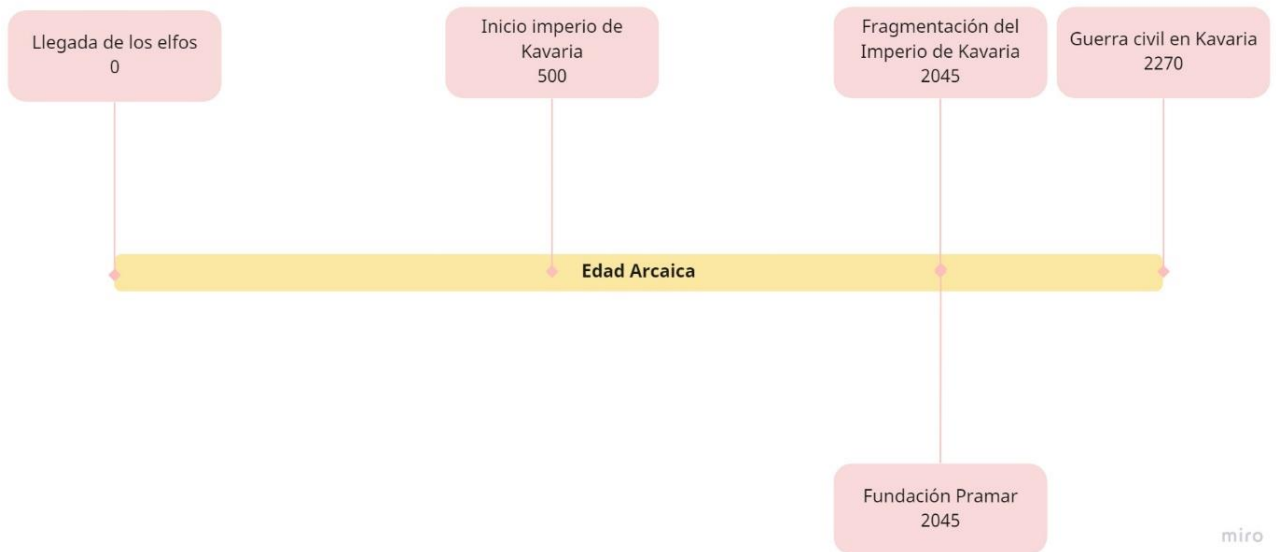 Llegada de los elfos
0
Inicio imperio de
Kavaria
500
Fragmentación del
Imperio de Kavaria
2045
Guerra civil en Kavaria
2270
Edad Arcaica
Fundación Pramar
2045
miro